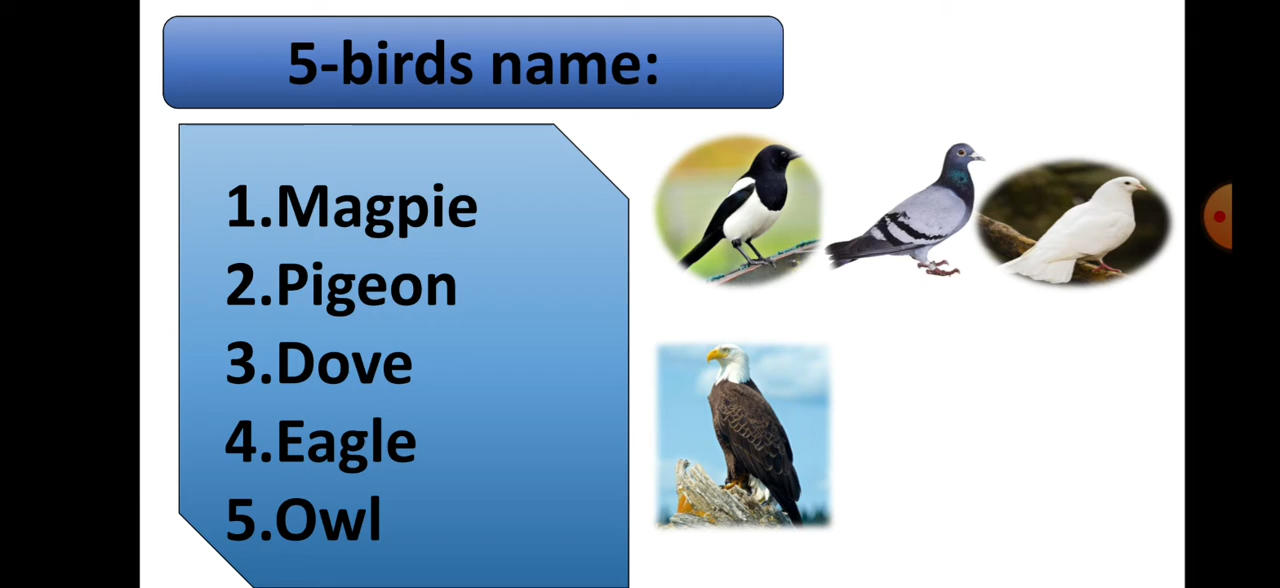 5-birds name:
1.Magpie
2.Pigeon
3.Dove
4.Eagle
5.Owl